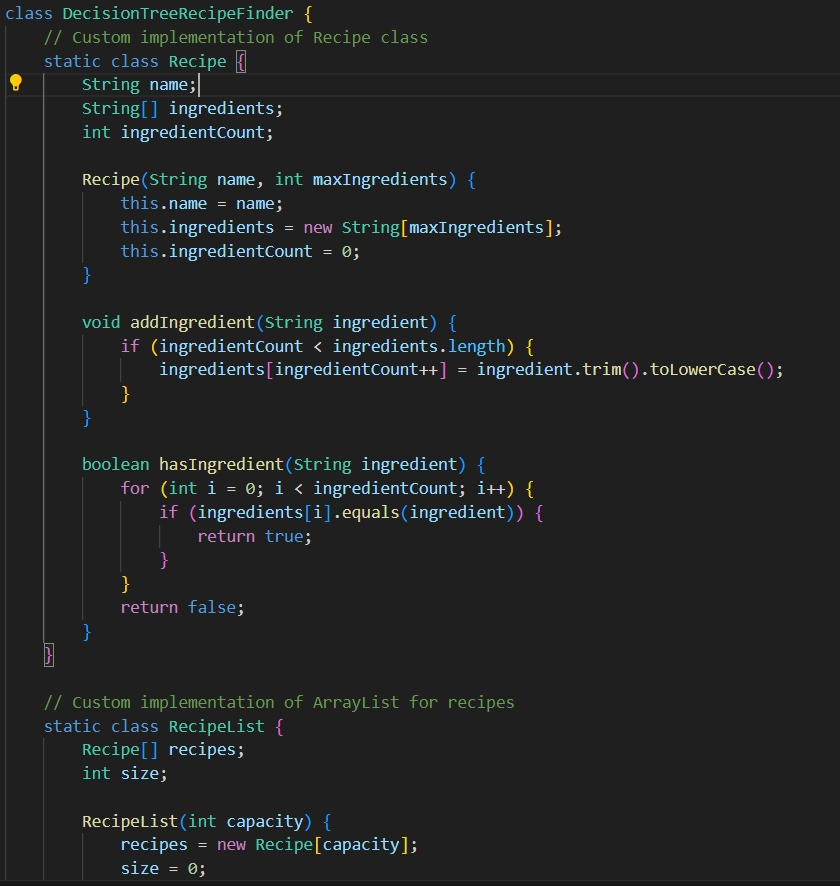 class DecisionTreeRecipeFinder {
    // Custom implementation of Recipe class
    static class Recipe {
        String name;
        String[] ingredients;
        int ingredientCount;

        Recipe(String name, int maxIngredients) {
            this.name = name;
            this.ingredients = new String[maxIngredients];
            this.ingredientCount = 0;
        }

        void addIngredient(String ingredient) {
            if (ingredientCount < ingredients.length) {
                ingredients[ingredientCount++] = ingredient.trim().toLowerCase();
            }
        }

        boolean hasIngredient(String ingredient) {
            for (int i = 0; i < ingredientCount; i++) {
                if (ingredients[i].equals(ingredient)) {
                    return true;
                }
            }
            return false;
        }
    }

    // Custom implementation of ArrayList for recipes
    static class RecipeList {
        Recipe[] recipes;
        int size;

        RecipeList(int capacity) {
            recipes = new Recipe[capacity];
            size = 0;